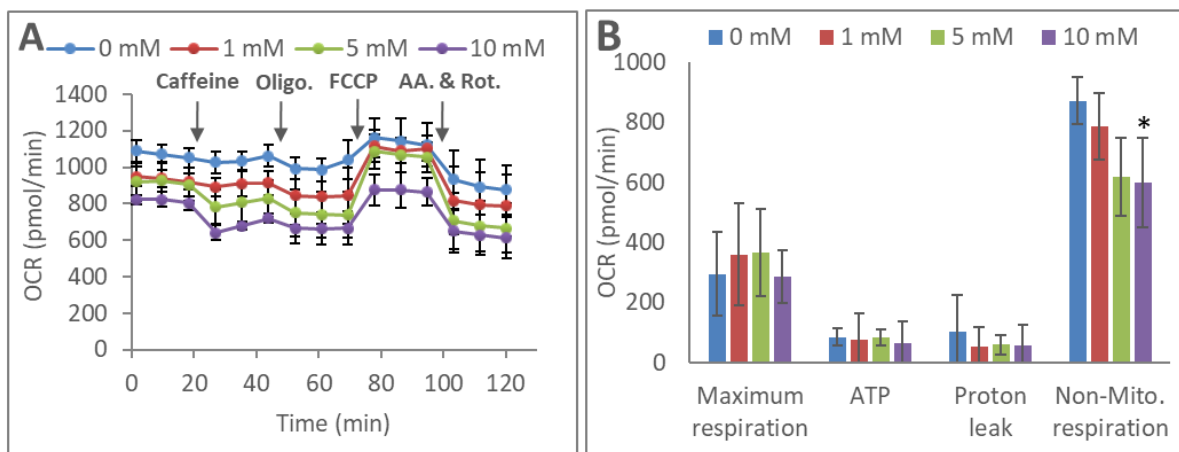 A
0 mM 1 mM 5 mM 10 mM
Caffeine Oligo. FCCP AA. & Rot.
1400
1200
1000
800
600
400
200
0
OCR (pmol/min)
0 20 40 60 80 100 120
Time (min)
B
0 mM 1 mM 5 mM 10 mM
1000
800
600
400
200
0
OCR (pmol/min)
*
Maximum respiration
ATP
Proton leak
Non-Mito. respiration